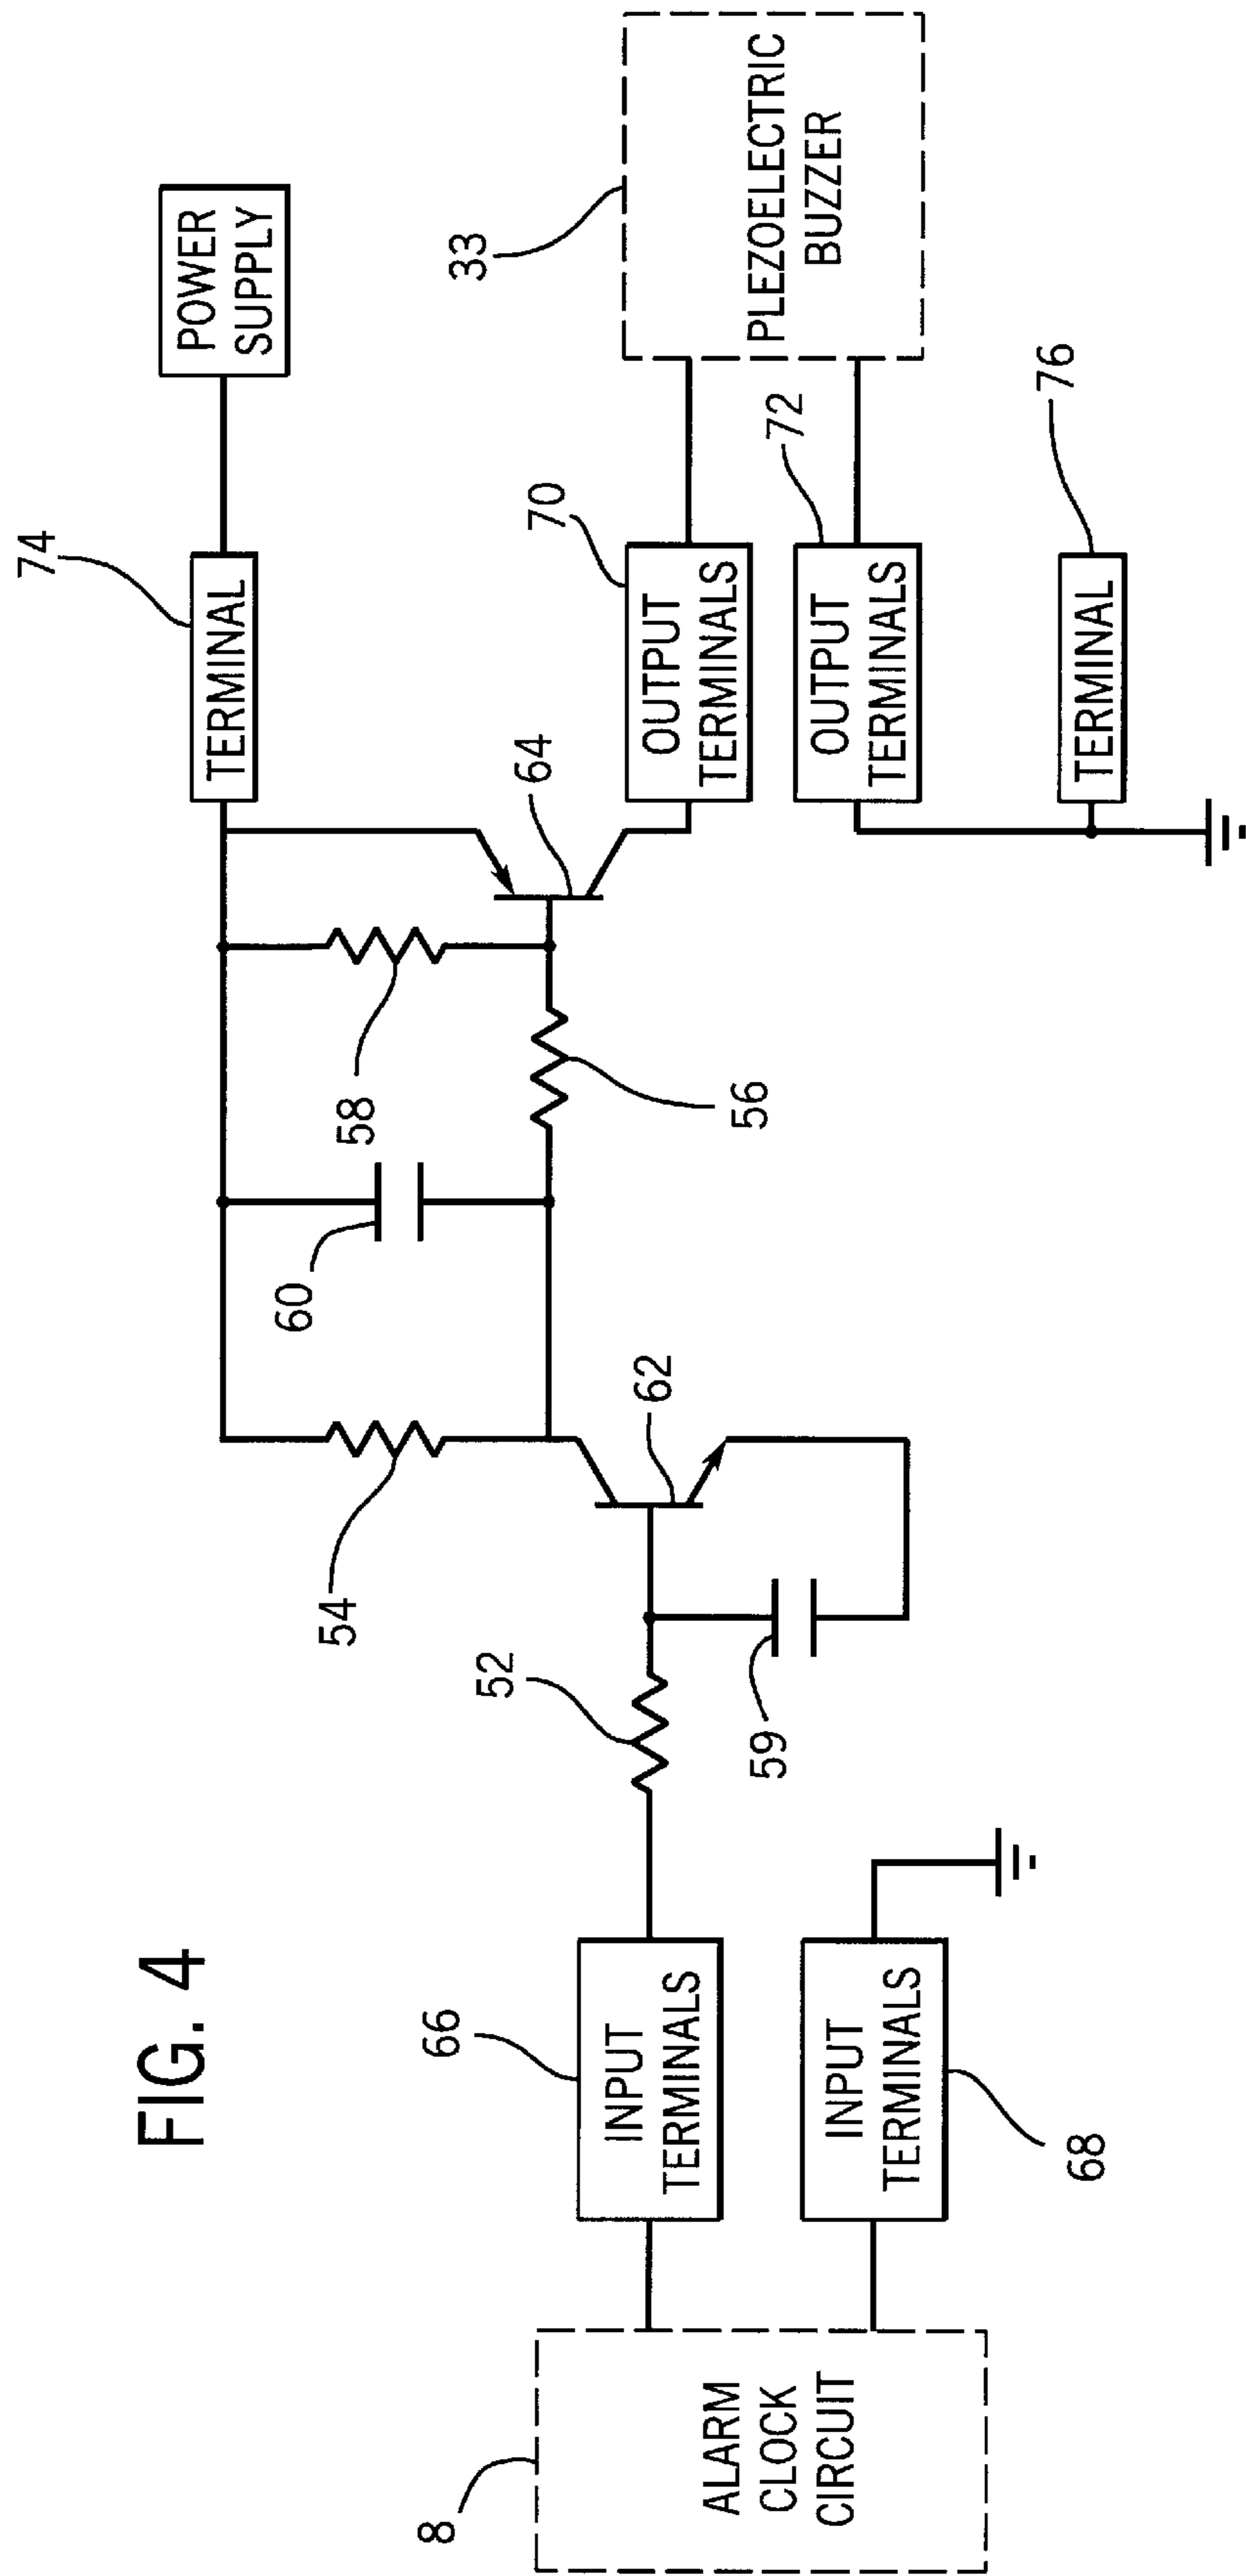 FIG. 4
74
TERMINAL
POWER
SUPPLY
54
60
58
64
56
62
52
59
70
OUTPUT
TERMINALS
72
OUTPUT
TERMINALS
33
PLEZOELECTRIC
BUZZER
76
TERMINAL
66
INPUT
TERMINALS
INPUT
TERMINALS
68
8
ALARM
CLOCK
CIRCUIT